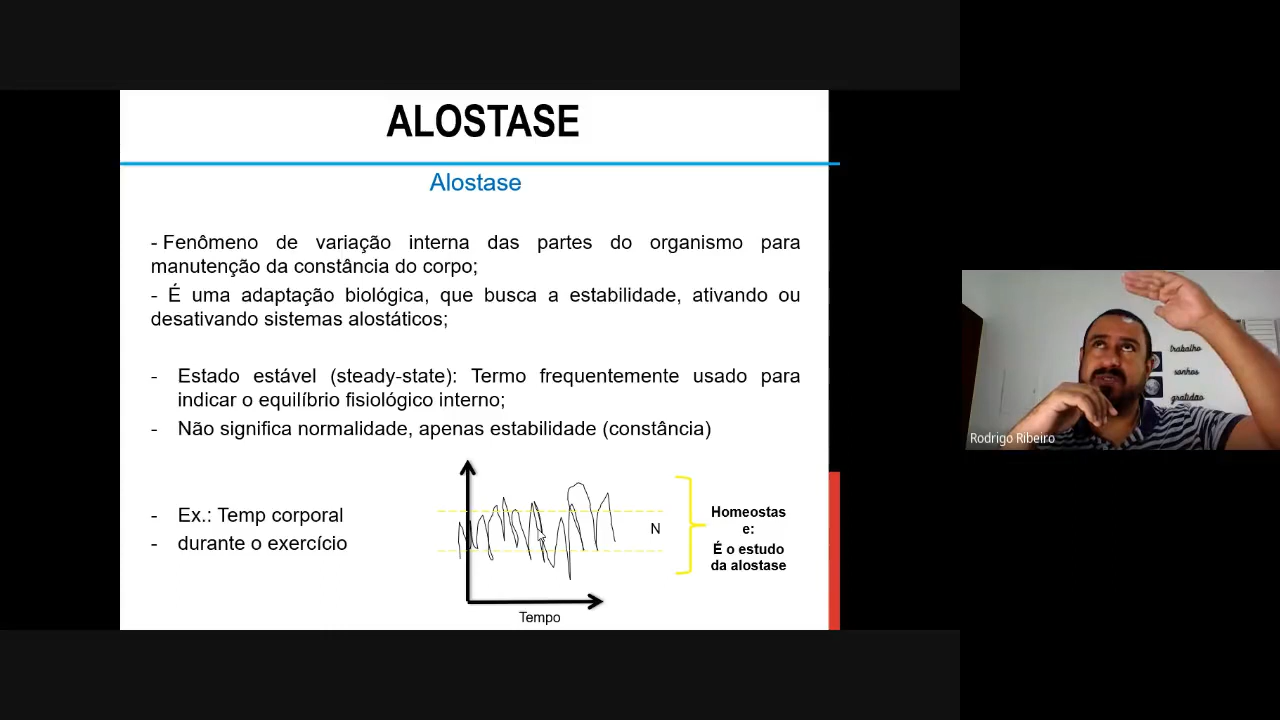 ALOSTASE
Alostase
- Fenômeno de variação interna das partes do organismo para
manutenção da constância do corpo;
- É uma adaptação biológica, que busca a estabilidade, ativando ou
desativando sistemas alostáticos;
- Estado estável (steady-state): Termo frequentemente usado para
indicar o equilíbrio fisiológico interno;
- Não significa normalidade, apenas estabilidade (constância)
- Ex.: Temp corporal
- durante o exercício
N
Homeostas
e:
É o estudo
da alostase
Tempo
trabalho
sonhos
gratidão
Rodrigo Ribeiro